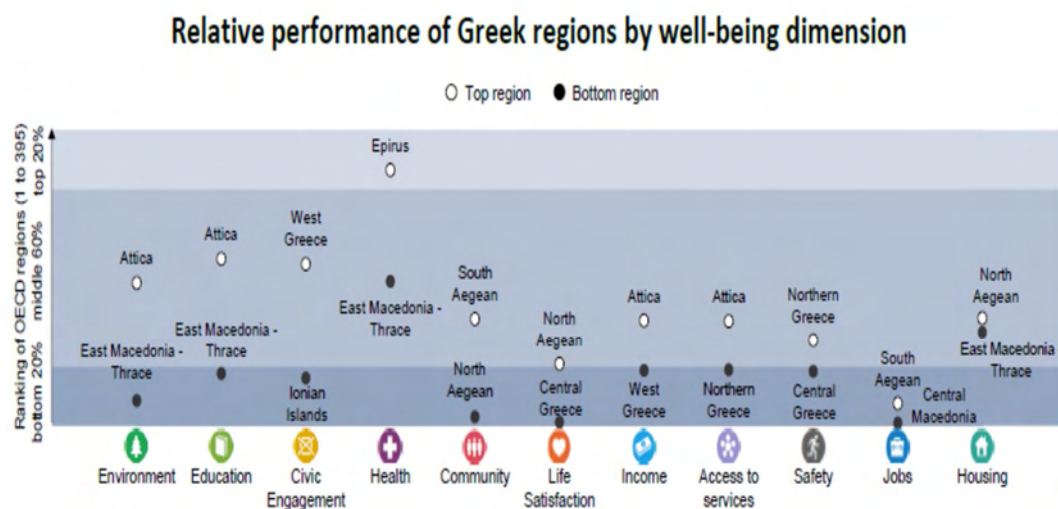 Relative performance of Greek regions by well-being dimension
Top region
Bottom region
Ranking of OECD regions (1 to 395)
bottom 20%
middle 60%
top 20%
Attica
East Macedonia -
Thrace
Attica
East Macedonia -
Thrace
West
Greece
Ionian
Islands
Epirus
East Macedonia -
Thrace
South
Aegean
North
Aegean
North
Aegean
Central
Greece
Attica
West
Greece
Attica
Northern
Greece
Northern
Greece
Central
Greece
South
Aegean
Central
Macedonia
North
Aegean
East Macedonia
Thrace
Environment
Education
Civic
Engagement
Health
Community
Life
Satisfaction
Income
Access to
services
Safety
Jobs
Housing